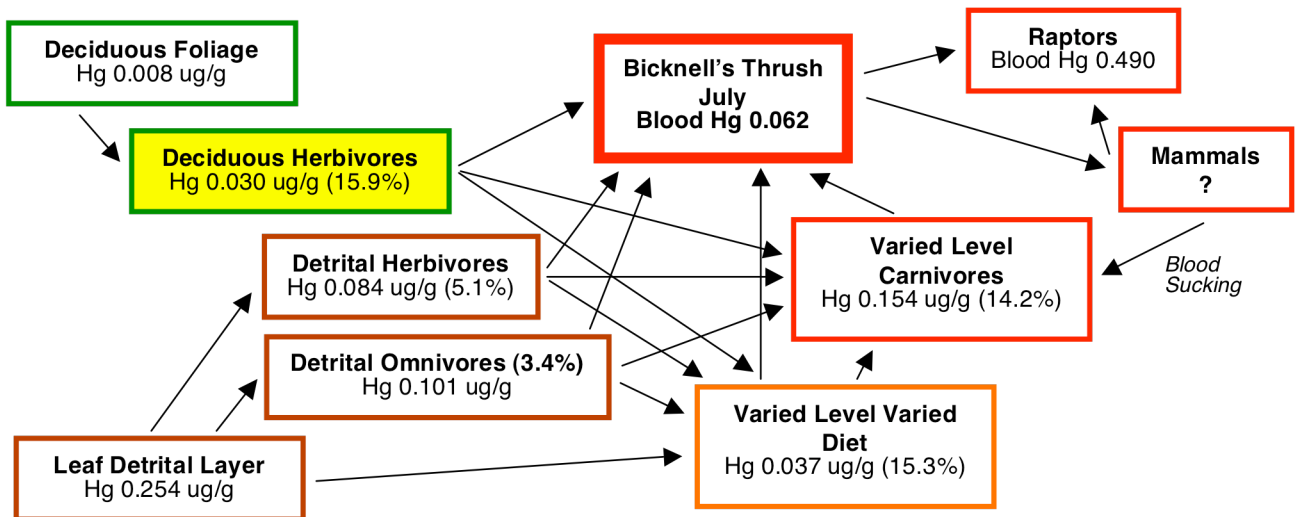 Deciduous Foliage
Hg 0.008 ug/g
Deciduous Herbivores
Hg 0.030 ug/g (15.9%)
Bicknell's Thrush
July
Blood Hg 0.062
Raptors
Blood Hg 0.490
Mammals
?
Blood
Sucking
Detrital Herbivores
Hg 0.084 ug/g (5.1%)
Varied Level
Carnivores
Hg 0.154 ug/g (14.2%)
Detrital Omnivores (3.4%)
Hg 0.101 ug/g
Varied Level Varied
Diet
Hg 0.037 ug/g (15.3%)
Leaf Detrital Layer
Hg 0.254 ug/g